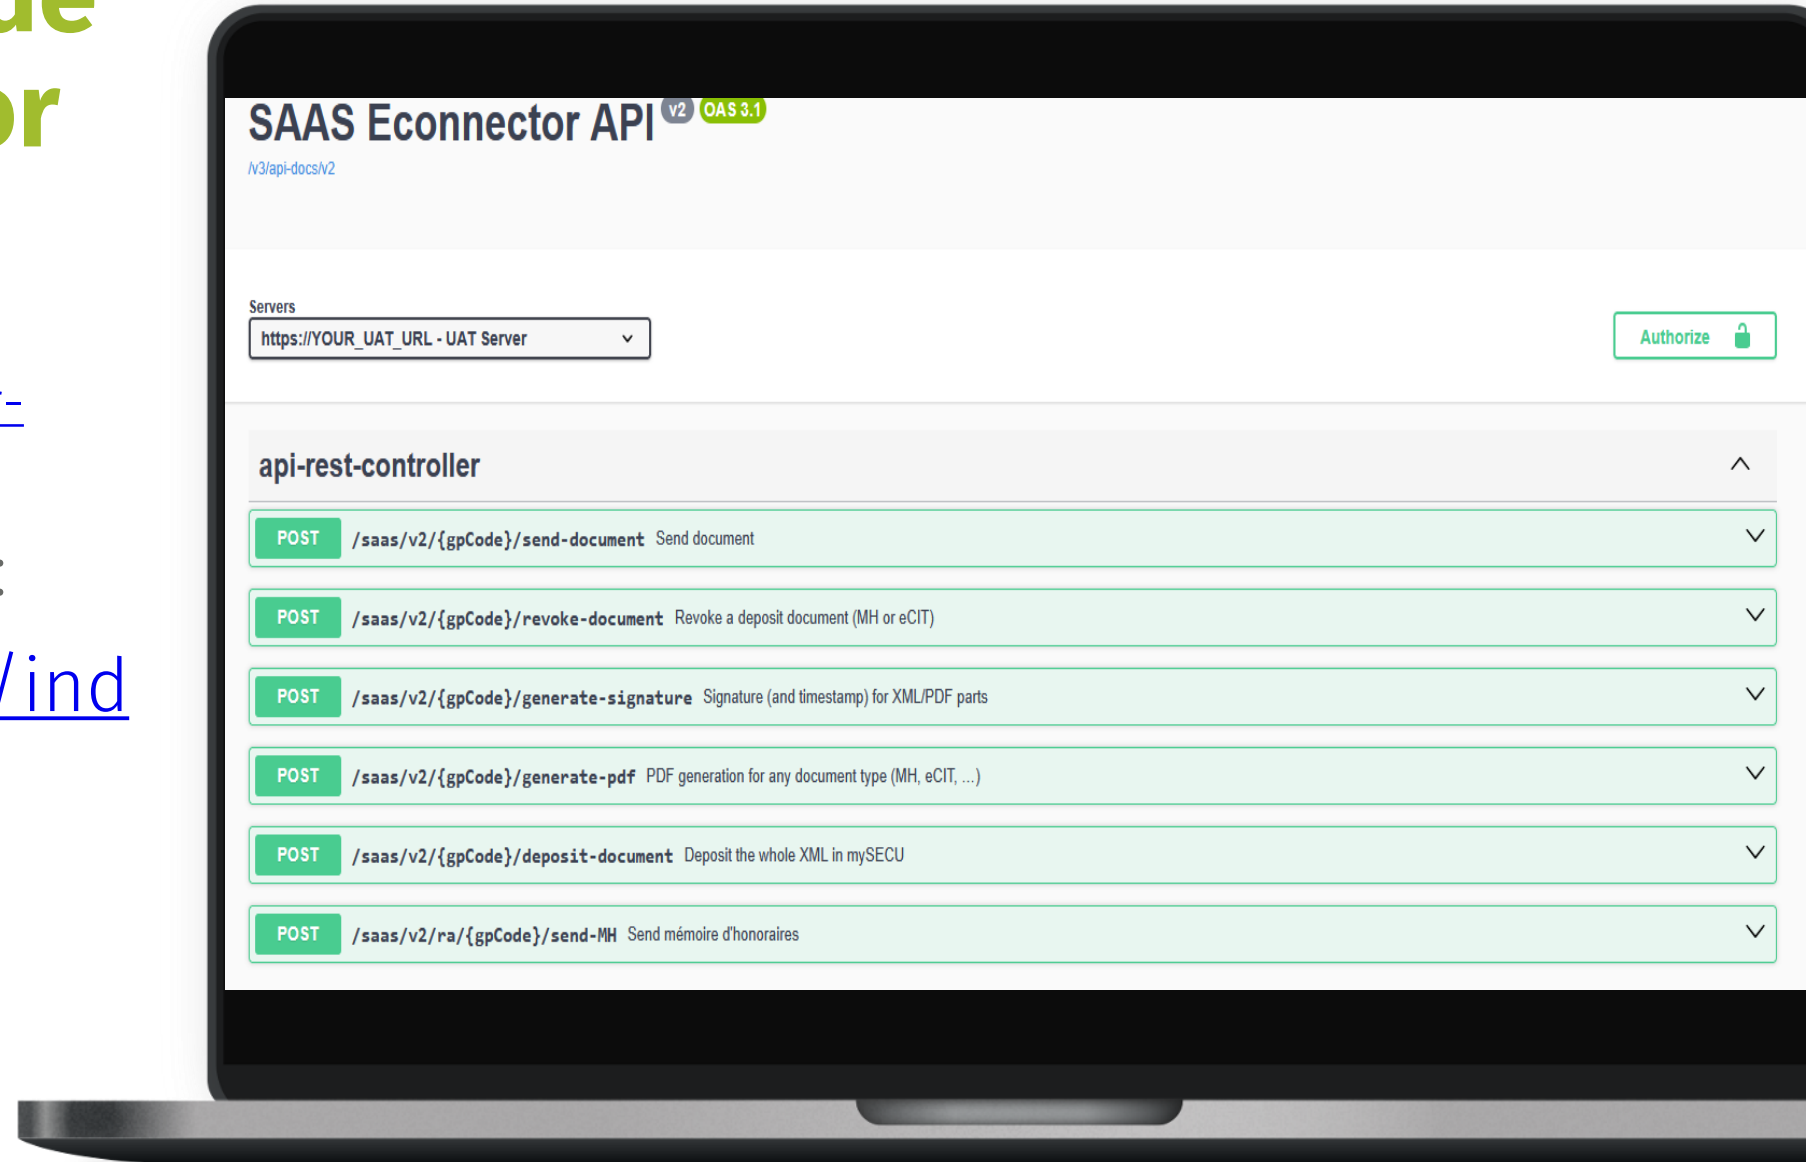 de
or
:
/ind
SAAS Econnector API v2 OAS 3.1
/v3/api-docs/v2
Servers
https://YOUR_UAT_URL - UAT Server
Authorize
api-rest-controller
POST /saas/v2/{gpCode}/send-document Send document
POST /saas/v2/{gpCode}/revoke-document Revoke a deposit document (MH or eCIT)
POST /saas/v2/{gpCode}/generate-signature Signature (and timestamp) for XML/PDF parts
POST /saas/v2/{gpCode}/generate-pdf PDF generation for any document type (MH, eCIT, ...)
POST /saas/v2/{gpCode}/deposit-document Deposit the whole XML in mySECU
POST /saas/v2/ra/{gpCode}/send-MH Send mémoire d'honoraires